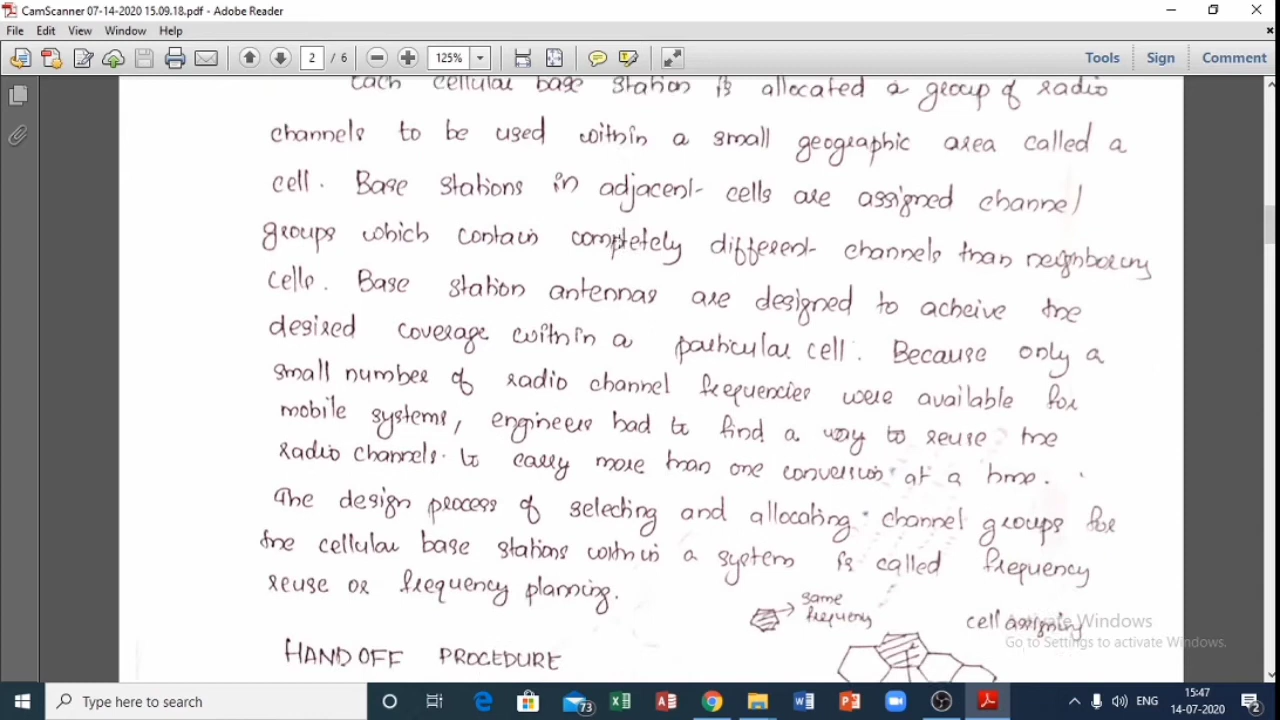 CamScanner 07-14-2020 15.09.18.pdf - Adobe Reader
File Edit View Window Help
2 / 6 125% Tools Sign Comment
Each cellular base station is allocated a group of radio
channels to be used within a small geographic area called a
cell. Base stations in adjacent cells are assigned channel
groups which contain completely different channels than neighboring
cells. Base station antennas are designed to acheive the
desired coverage within a particular cell. Because only a
small number of radio channel frequencies were available for
mobile systems, engineers had to find a way to reuse the
radio channels. to carry more than one conversion at a time.
The design process of selecting and allocating channel groups for
the cellular base stations within a system is called frequency
reuse or frequency planning.
same
frequency
cell assigning
Activate Windows
Go to Settings to activate Windows.
HANDOFF PROCEDURE
Type here to search
73
ENG
15:47
14-07-2020
2